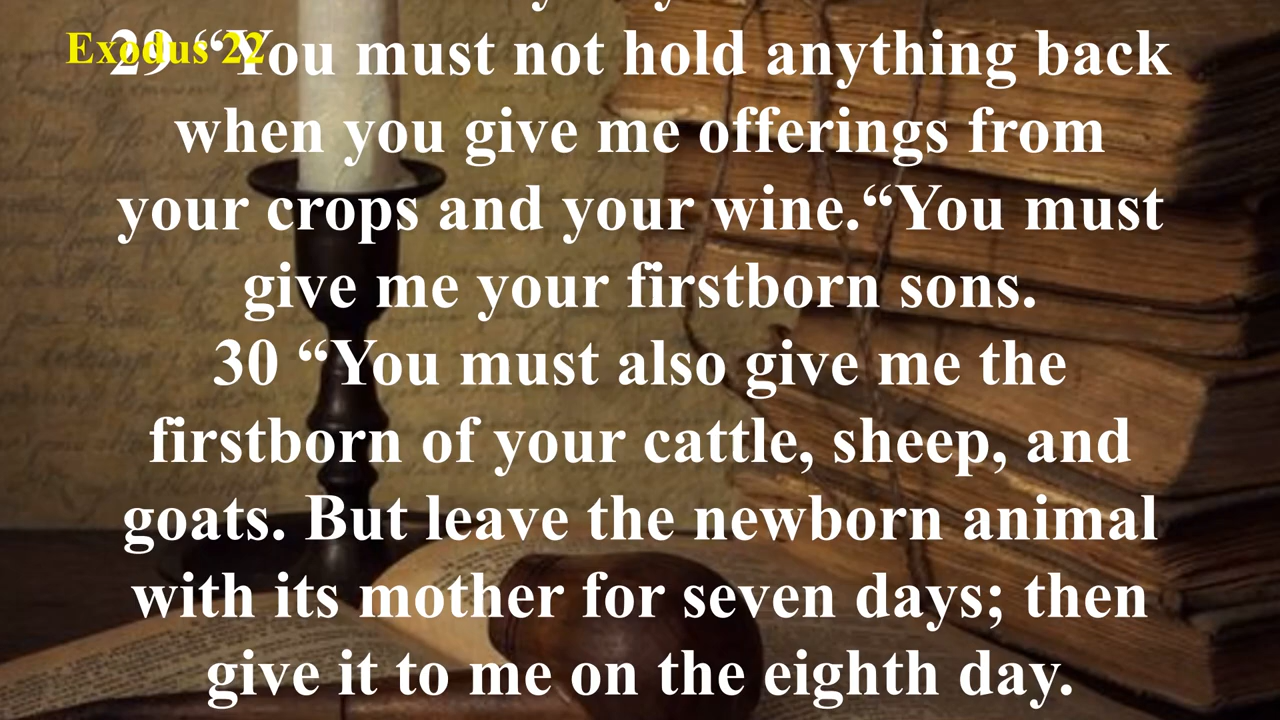 Exodus 22
29 “You must not hold anything back
when you give me offerings from
your crops and your wine.“You must
give me your firstborn sons.
30 “You must also give me the
firstborn of your cattle, sheep, and
goats. But leave the newborn animal
with its mother for seven days; then
give it to me on the eighth day.